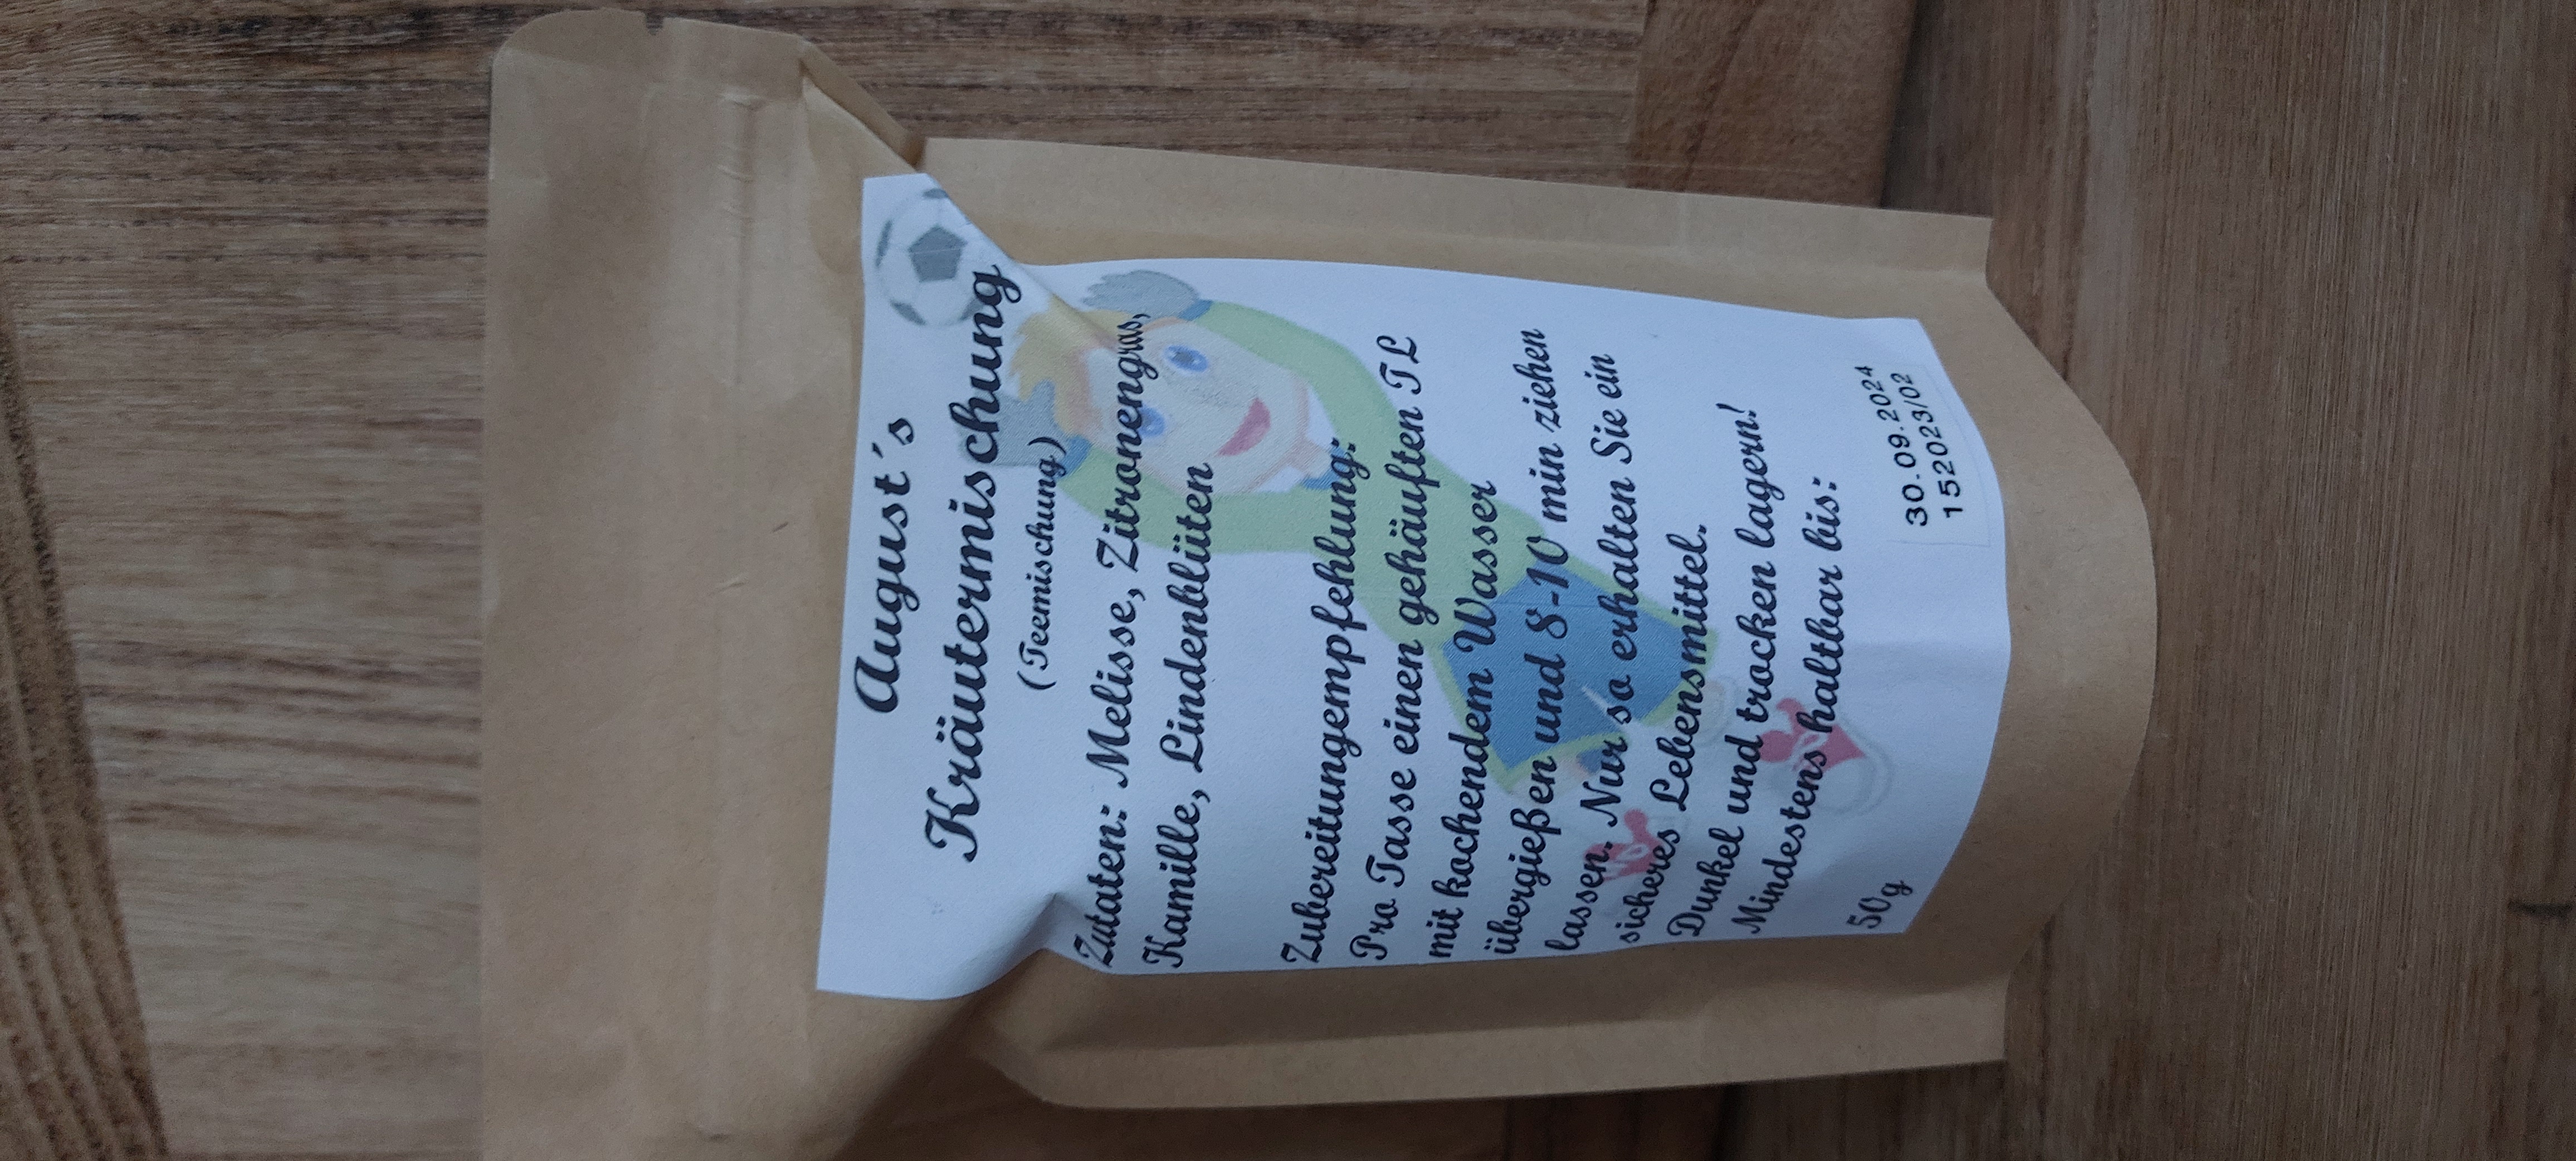 August´s
Kräutermischung
(Teemischung)
Zutaten: Melisse, Zitronengras,
Kamille, Lindenblüten
Zubereitungempfehlung:
Pro Tasse einen gehäuften TL
mit kochendem Wasser
übergießen und 8-10 min ziehen
lassen. Nur so erhalten Sie ein
sicheres Lebensmittel.
Dunkel und trocken lagern!
Mindestens haltbar bis:
30.09.2024
152023/02
50g